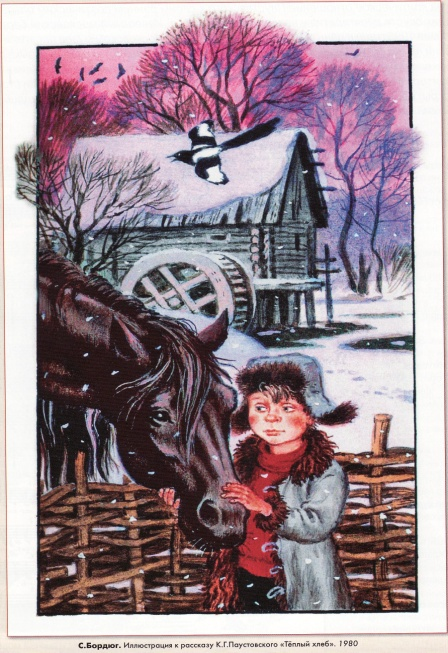 С.Бордюг. Иллюстрация к рассказу К.Г.Паустовского «Тёплый хлеб». 1980